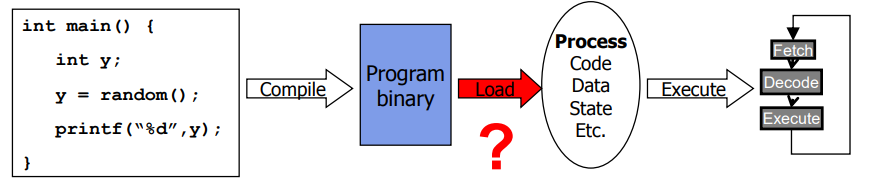 int main() {
int y;
y = random();
printf("%d",y);
}
Compile
Program
binary
Load
?
Process
Code
Data
State
Etc.
Execute
Fetch
Decode
Execute